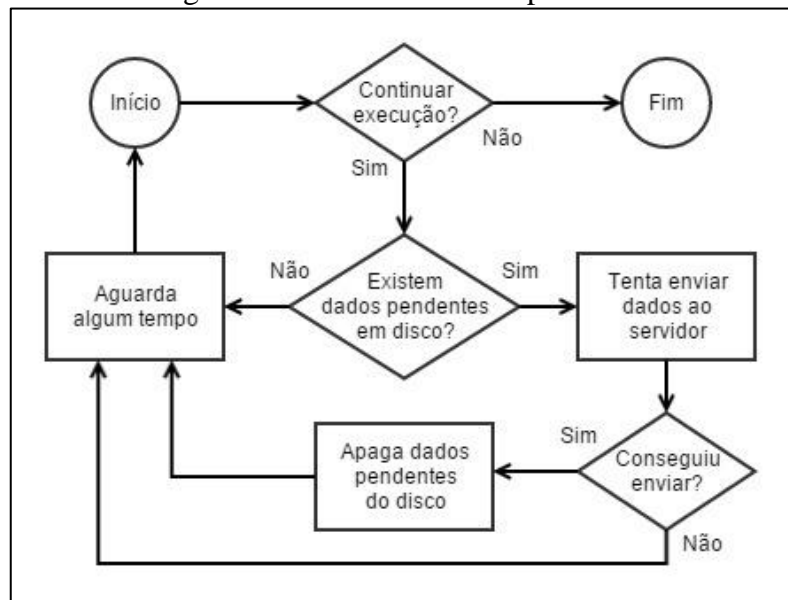 Início
Continuar
execução?
Fim
Não
Sim
Aguarda
algum tempo
Não
Existem
dados pendentes
em disco?
Sim
Tenta enviar
dados ao
servidor
Apaga dados
pendentes
do disco
Sim
Conseguiu
enviar?
Não